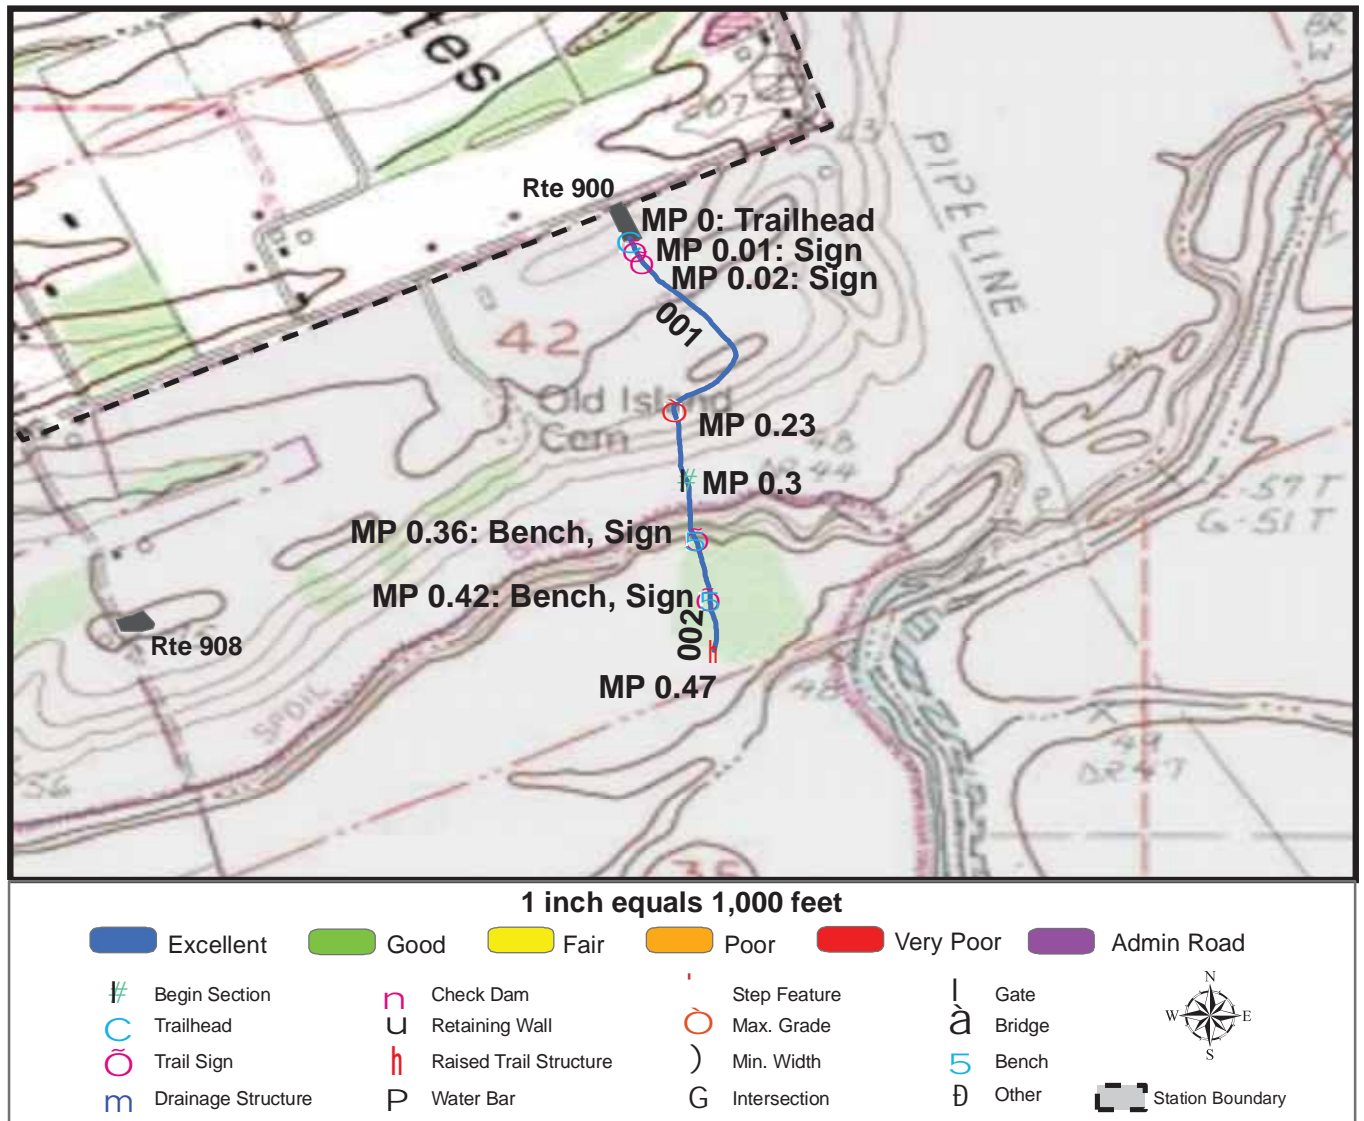 otes
Rte 900
MP 0: Trailhead
MP 0.01: Sign
MP 0.02: Sign
001
PIPELINE
42
Old Island
Cem
MP 0.23
MP 0.3
MP 0.36: Bench, Sign
MP 0.42: Bench, Sign
002
MP 0.47
Rte 908
SPOIL
48
1 inch equals 1,000 feet
Excellent
Good
Fair
Poor
Very Poor
Admin Road
Begin Section
Check Dam
Step Feature
Gate
Trailhead
Retaining Wall
Max. Grade
Bridge
Trail Sign
Raised Trail Structure
Min. Width
Bench
Drainage Structure
Water Bar
Intersection
Other
Station Boundary
N
W E
S